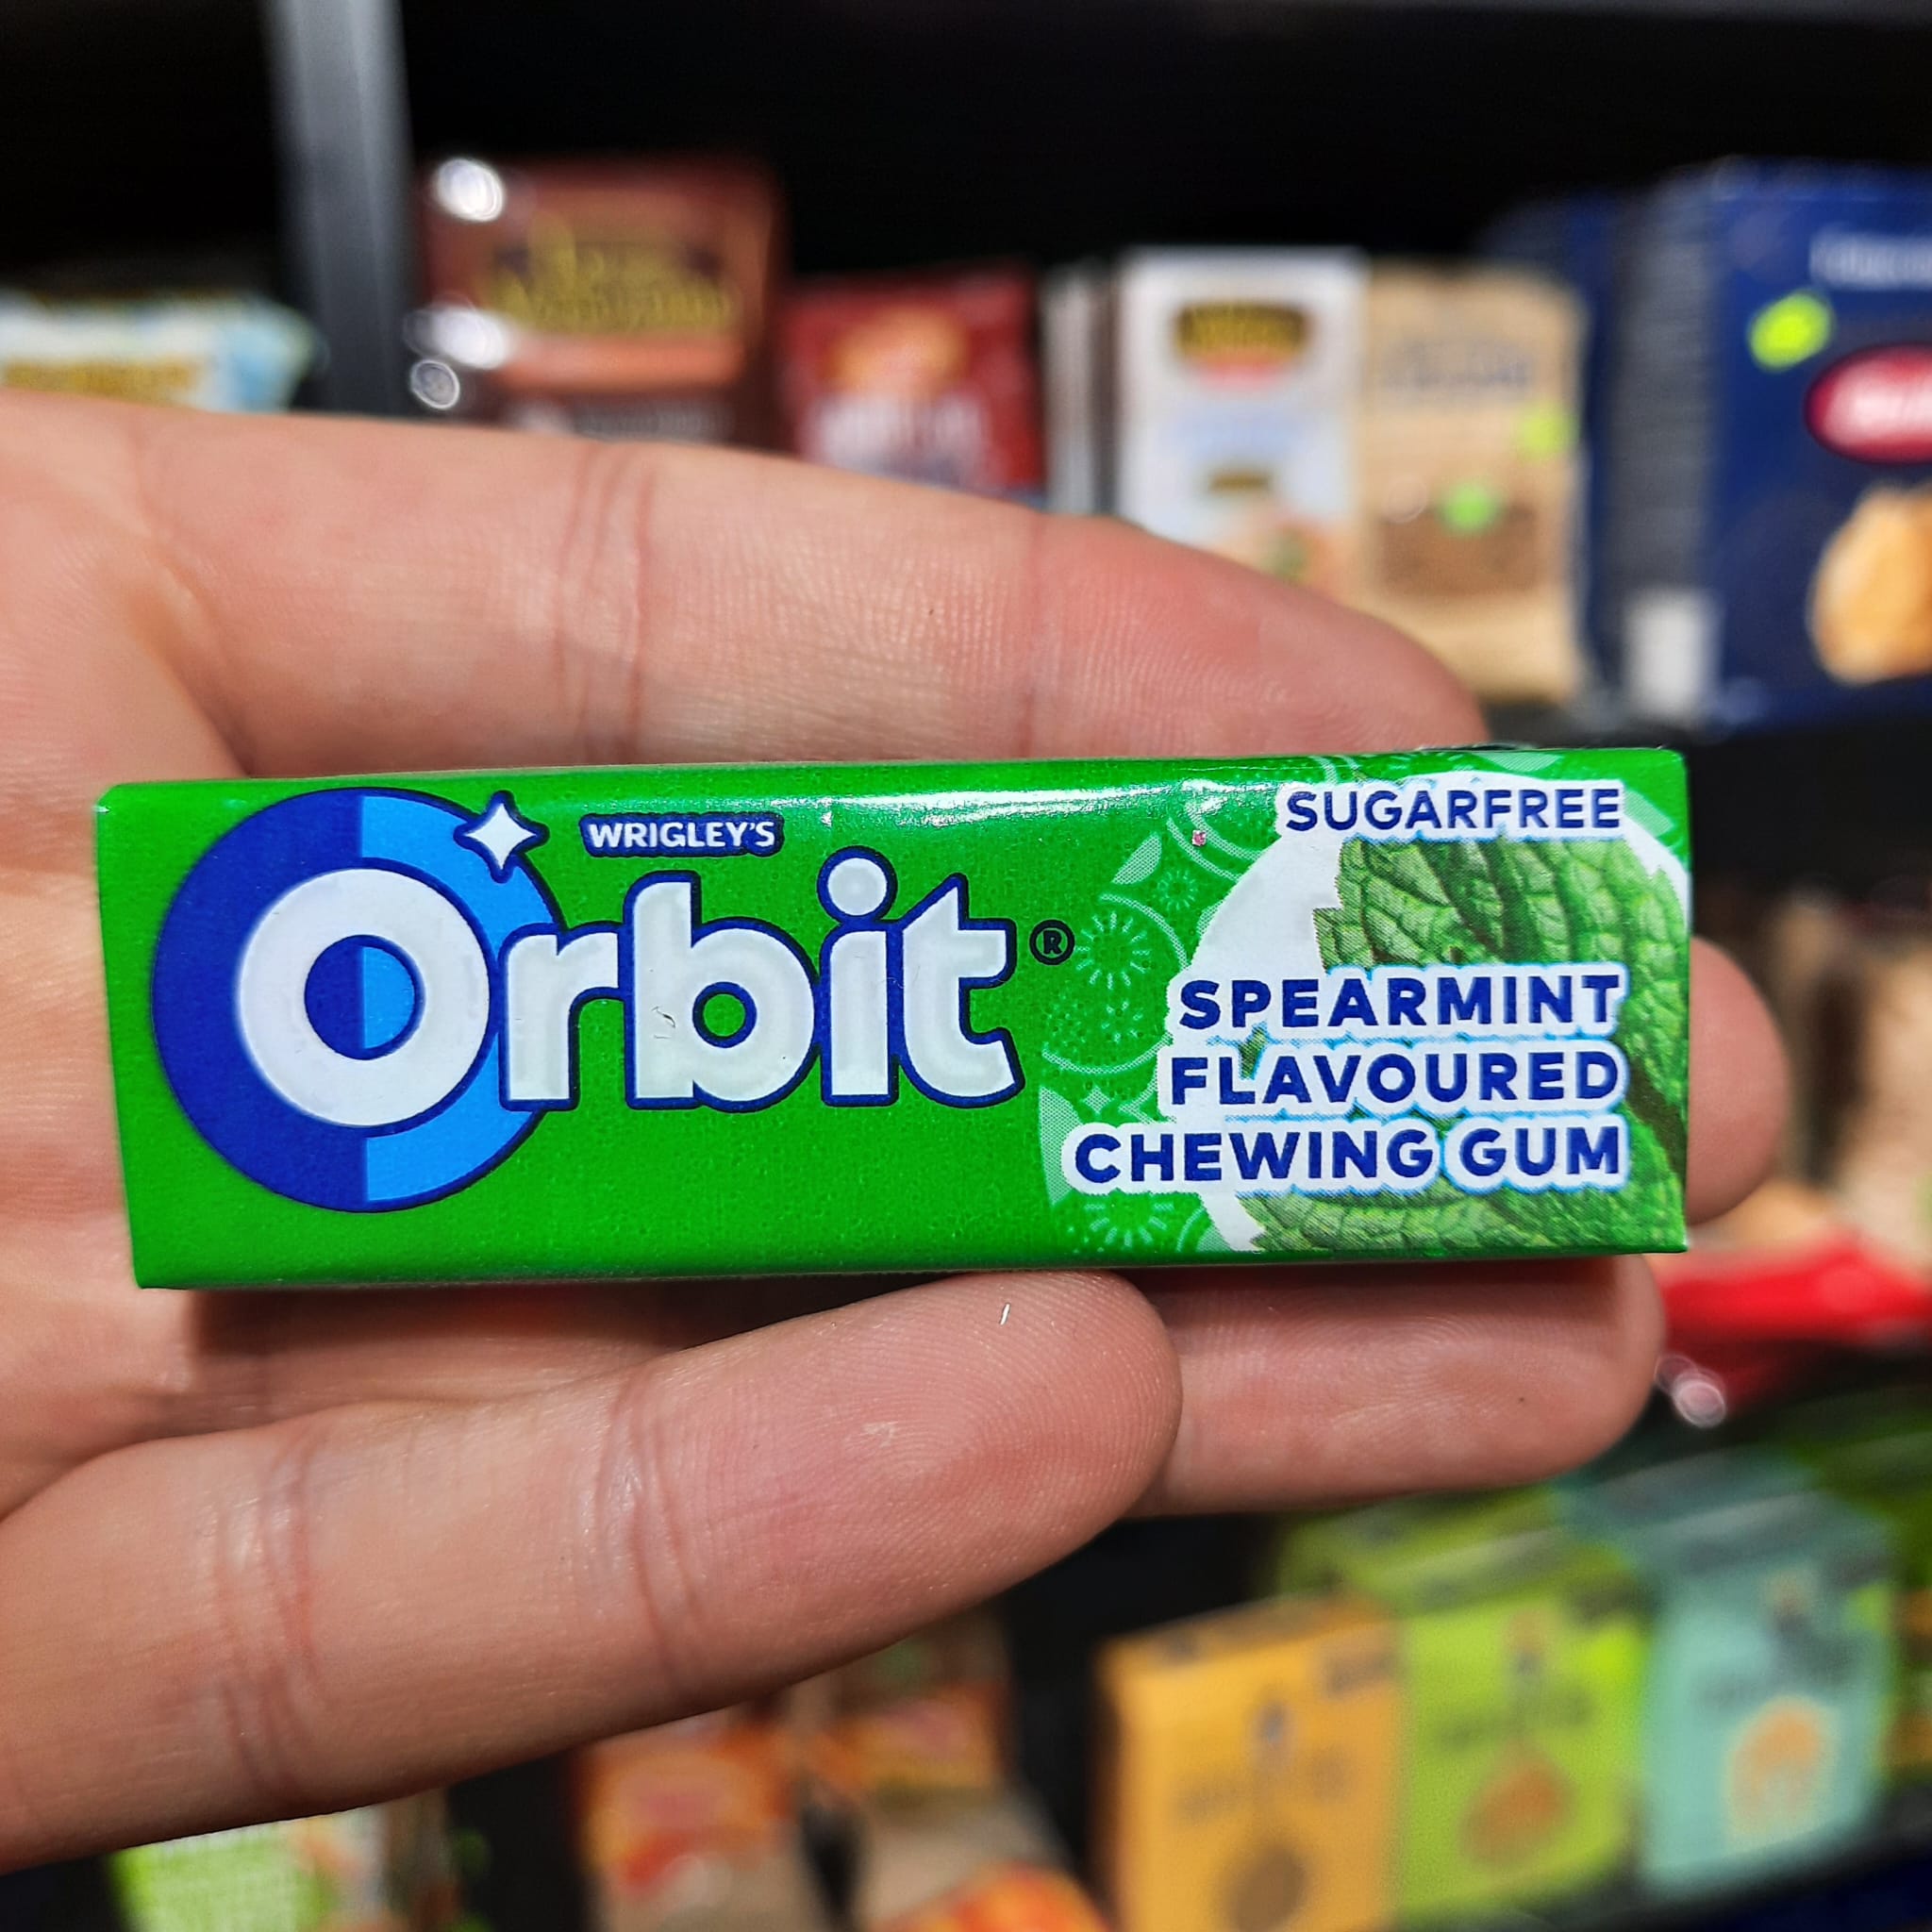 WRIGLEY'S
Orbit®
SUGARFREE
SPEARMINT
FLAVOURED
CHEWING GUM